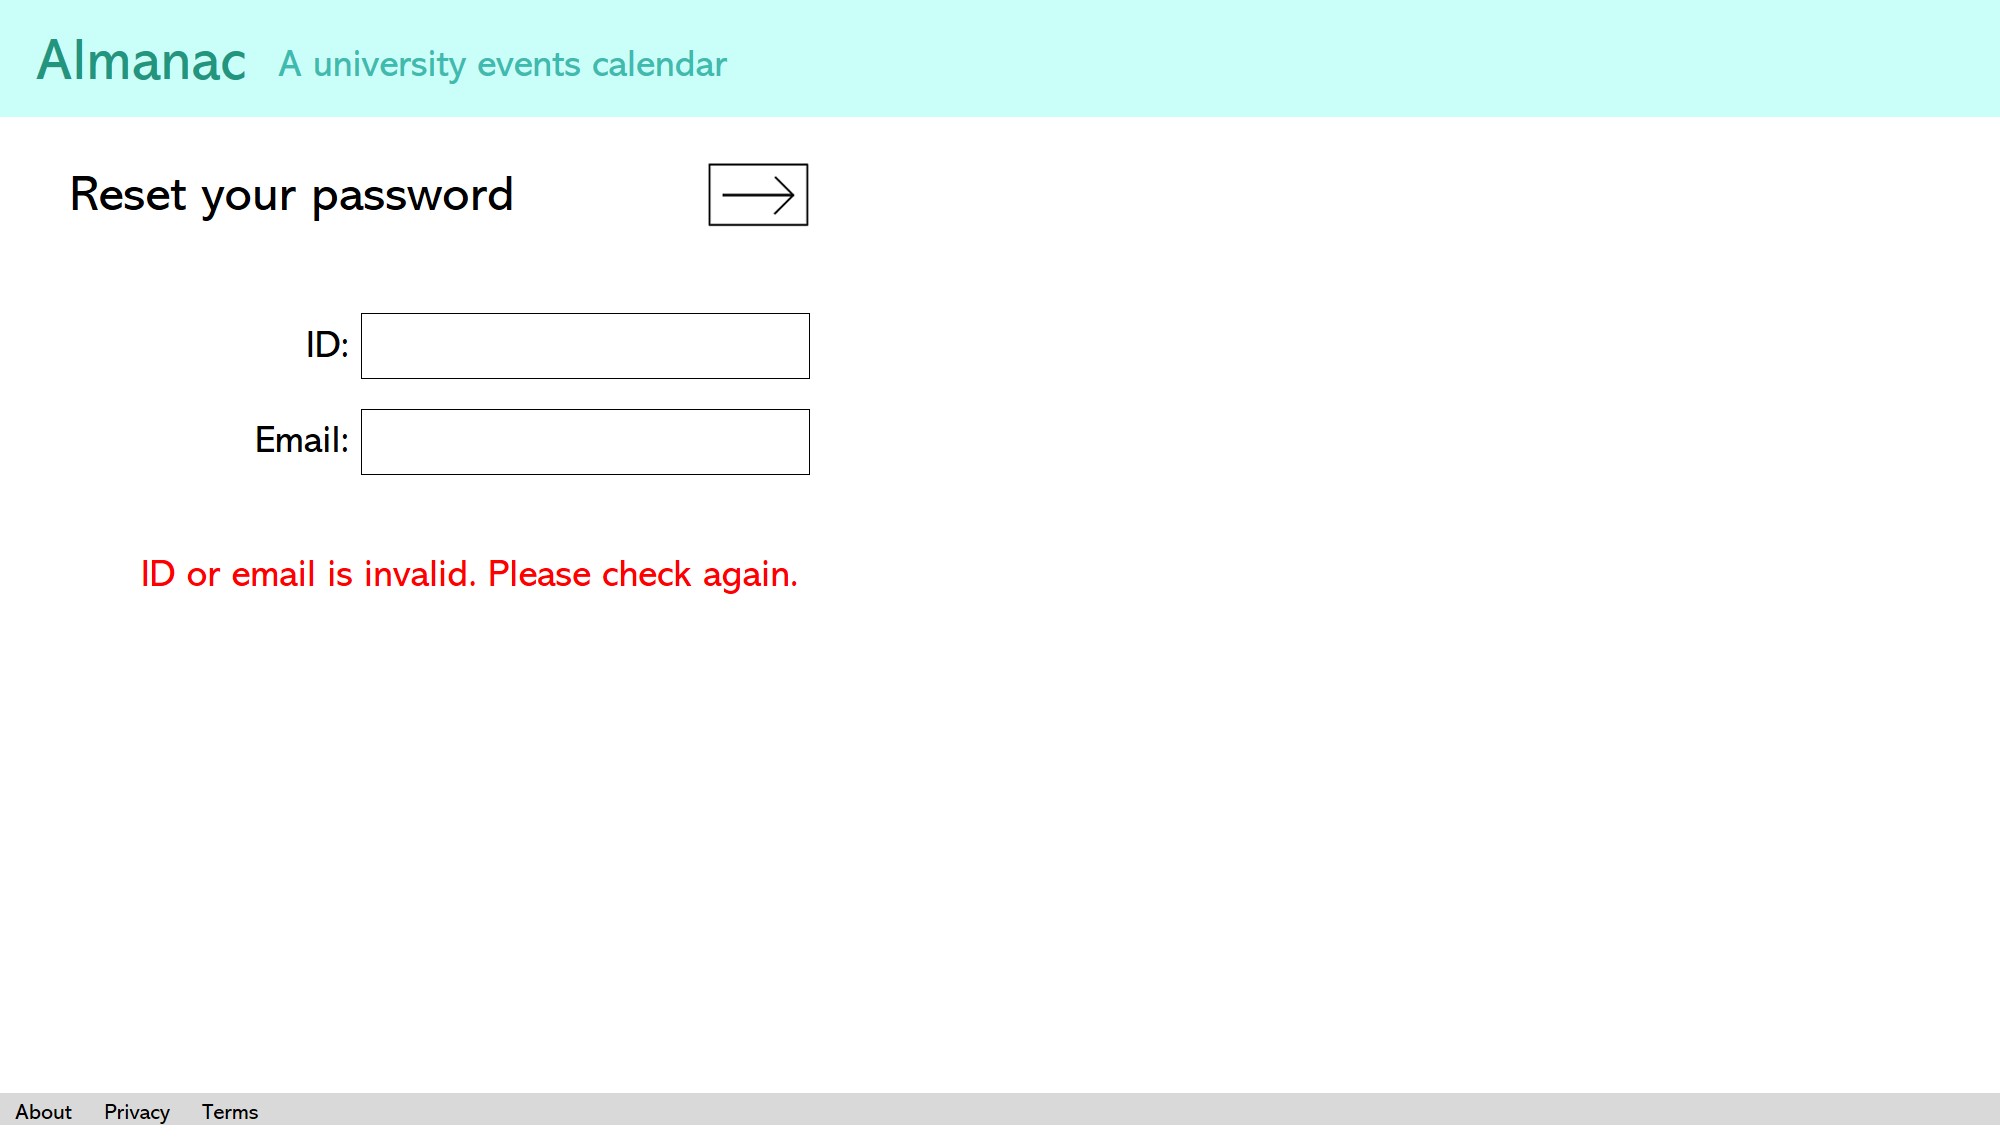 Almanac A university events calendar
Reset your password
ID:
Email:
ID or email is invalid. Please check again.
About Privacy Terms